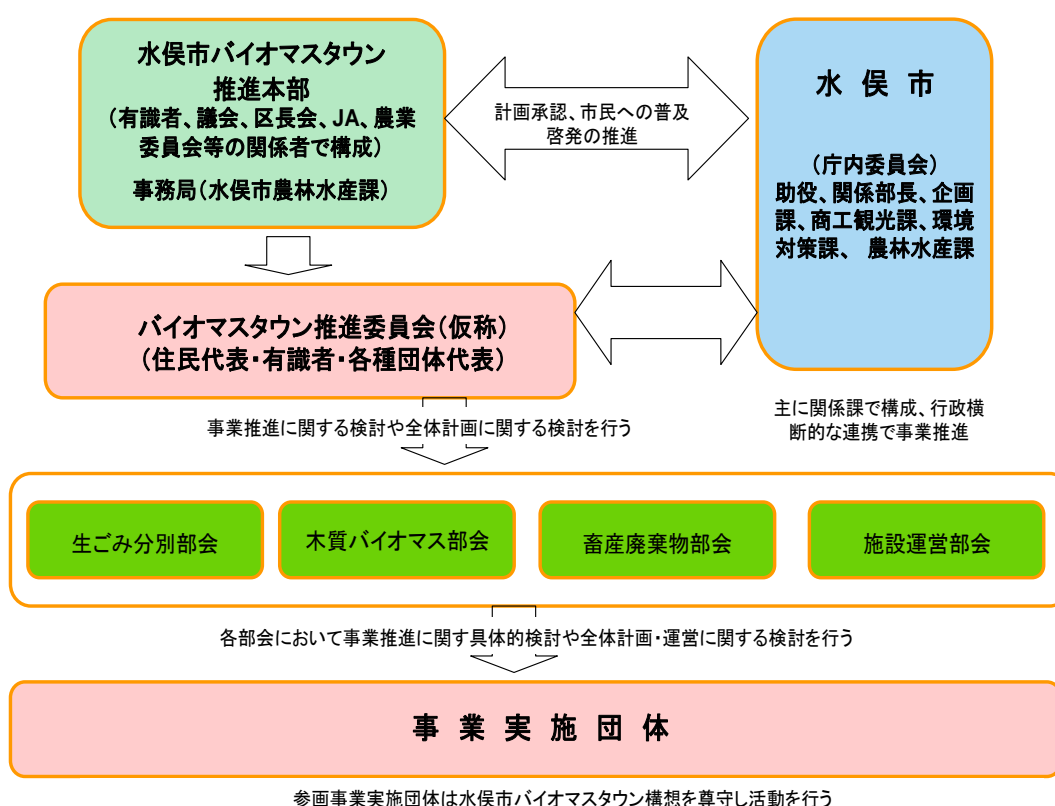 水俣市バイオマスタウン
推進本部
(有識者、議会、区長会、JA、農業
委員会等の関係者で構成)
事務局(水俣市農林水産課)
計画承認、市民への普及
啓発の推進
水 俣 市
(庁内委員会)
助役、関係部長、企画
課、商工観光課、環境
対策課、 農林水産課
バイオマスタウン推進委員会(仮称)
(住民代表・有識者・各種団体代表)
主に関係課で構成、行政横
断的な連携で事業推進
事業推進に関する検討や全体計画に関する検討を行う
生ごみ分別部会
木質バイオマス部会
畜産廃棄物部会
施設運営部会
各部会において事業推進に関す具体的検討や全体計画・運営に関する検討を行う
事 業 実 施 団 体
参画事業実施団体は水俣市バイオマスタウン構想を尊守し活動を行う